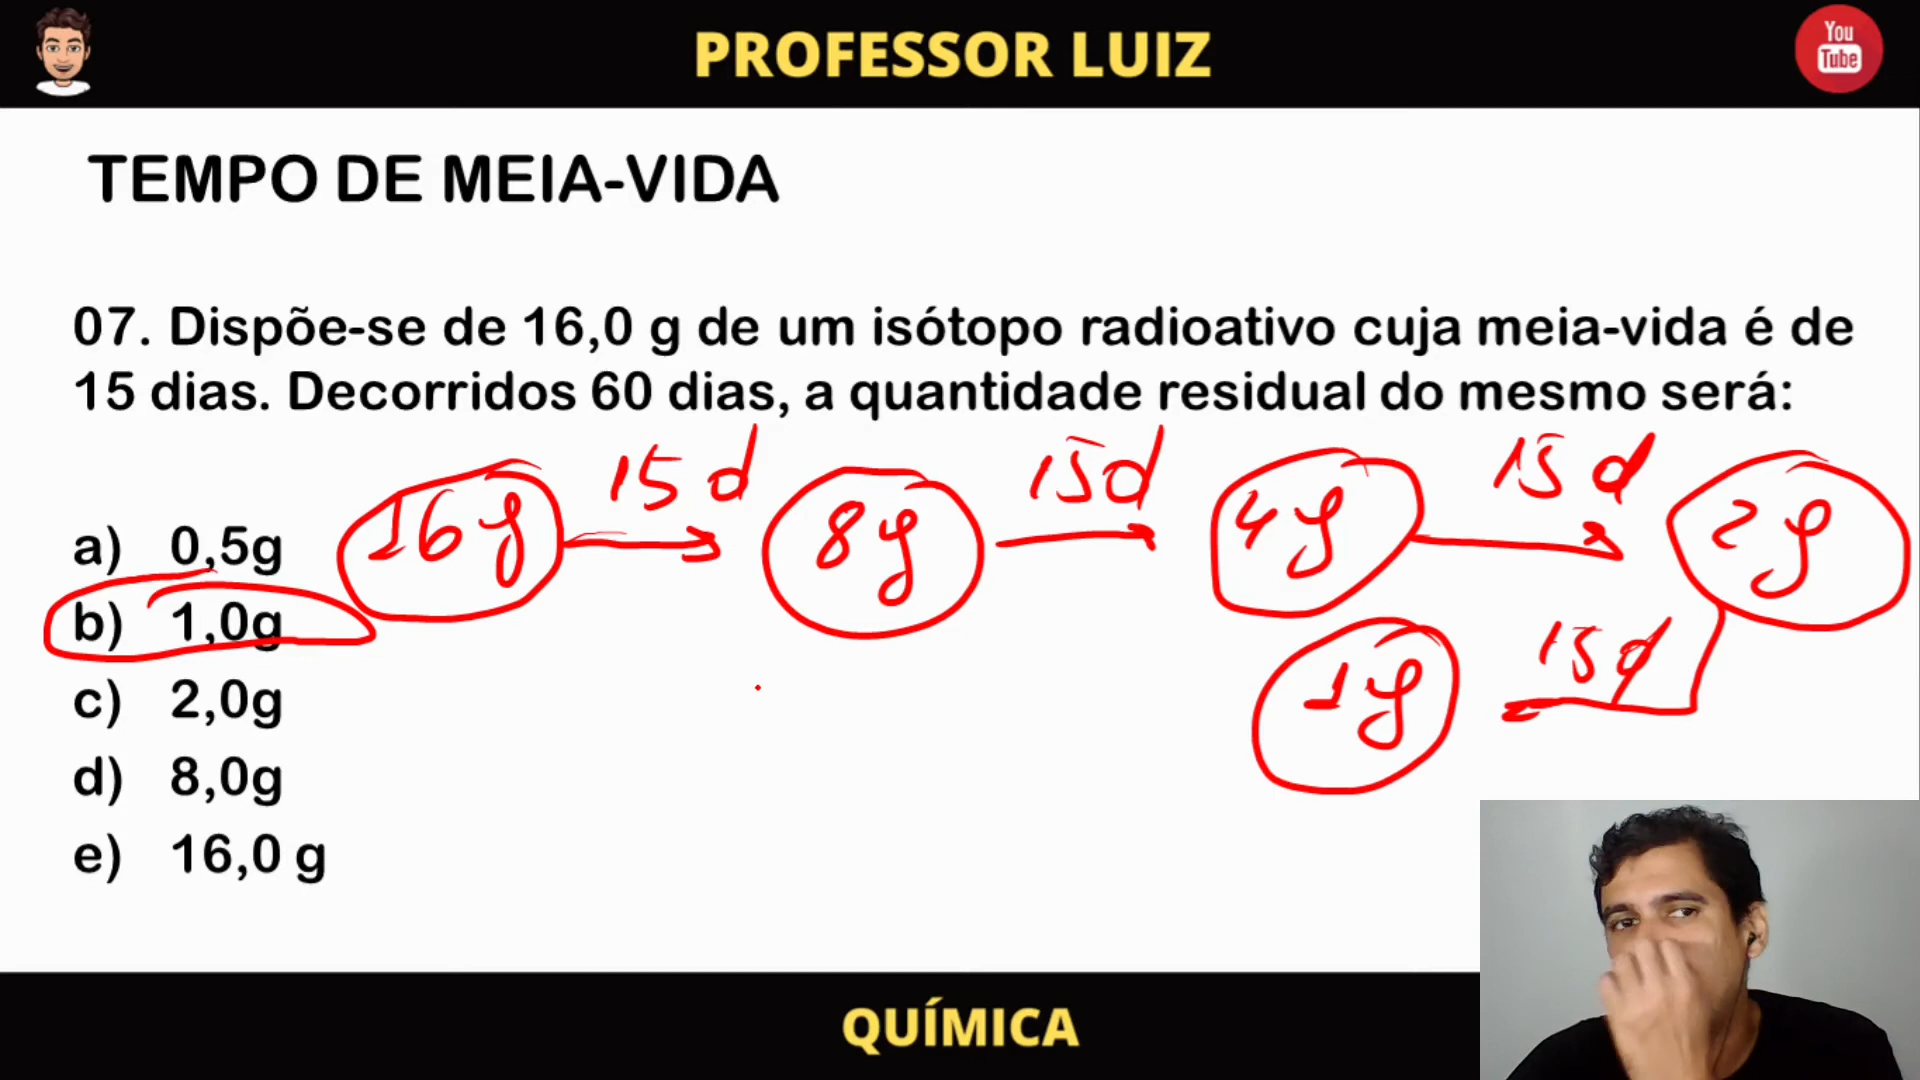 PROFESSOR LUIZ
You
Tube
TEMPO DE MEIA-VIDA
07. Dispõe-se de 16,0 g de um isótopo radioativo cuja meia-vida é de
15 dias. Decorridos 60 dias, a quantidade residual do mesmo será:
16g 15d 8g 15d 4g 15d 2g
15d
1g
a) 0,5g
b) 1,0g
c) 2,0g
d) 8,0g
e) 16,0 g
QUÍMICA